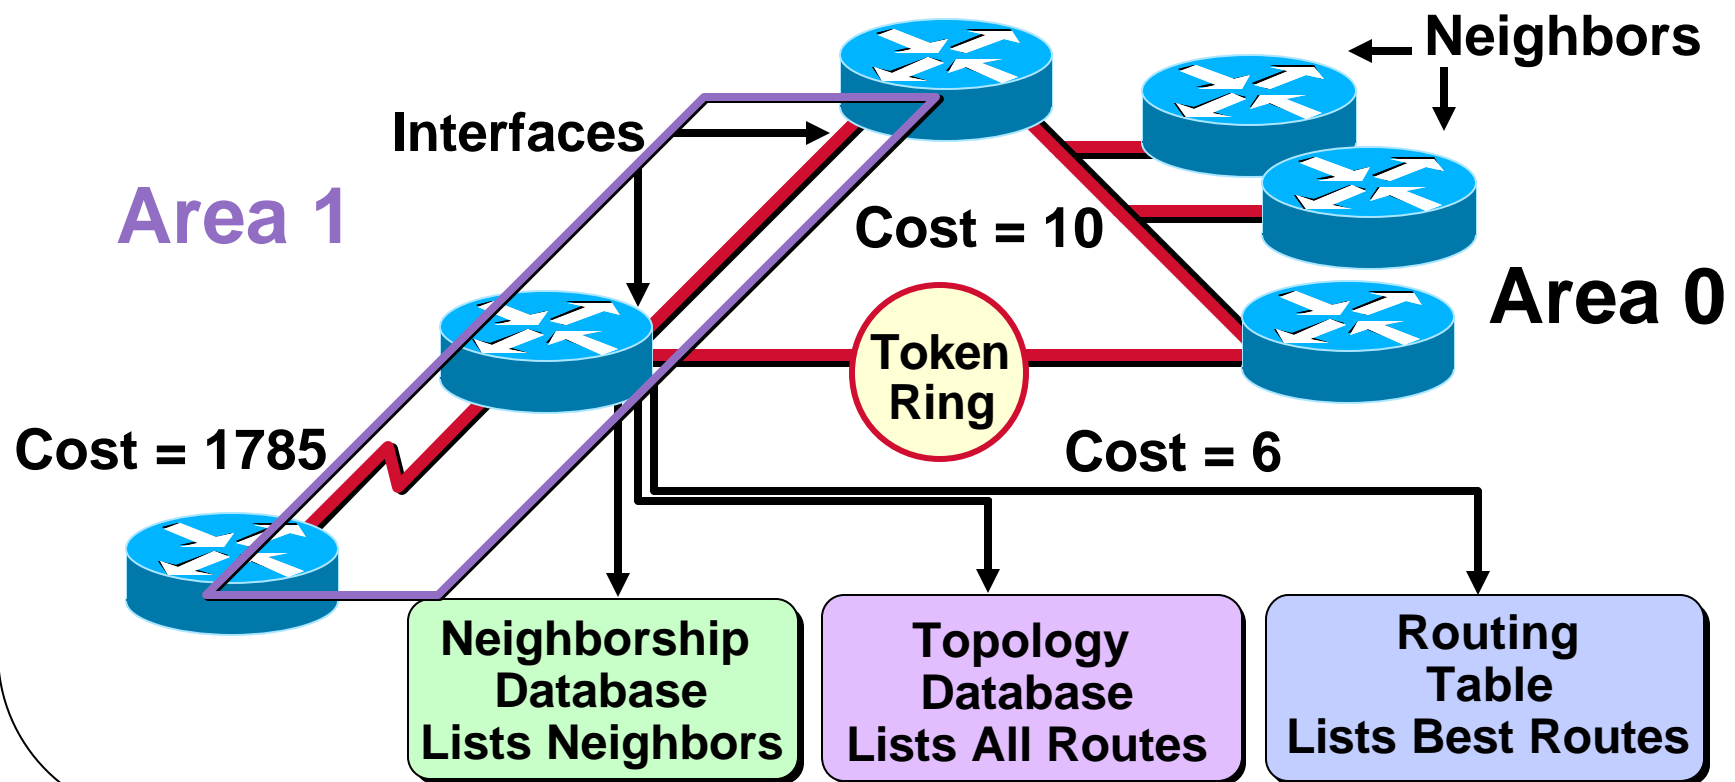 Neighbors
Interfaces
Area 1
Cost = 10
Area 0
Token
Ring
Cost = 1785
Cost = 6
Neighborship
Database
Lists Neighbors
Topology
Database
Lists All Routes
Routing
Table
Lists Best Routes